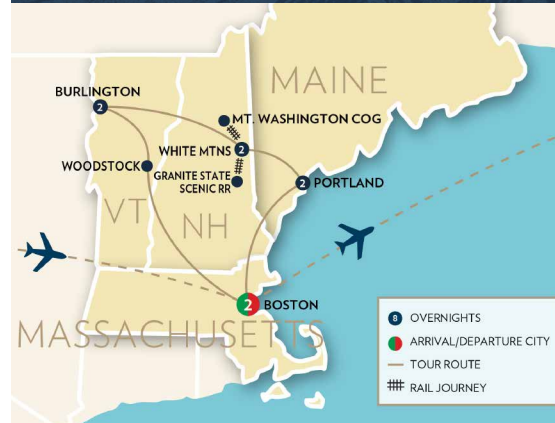 MAINE
BURLINGTON
2
MT. WASHINGTON COG
WHITE MTNS
2
WOODSTOCK
GRANITE STATE
SCENIC RR
2
PORTLAND
VT
NH
2
BOSTON
MASSACHUSETTS
8 OVERNIGHTS
ARRIVAL/DEPARTURE CITY
TOUR ROUTE
RAIL JOURNEY